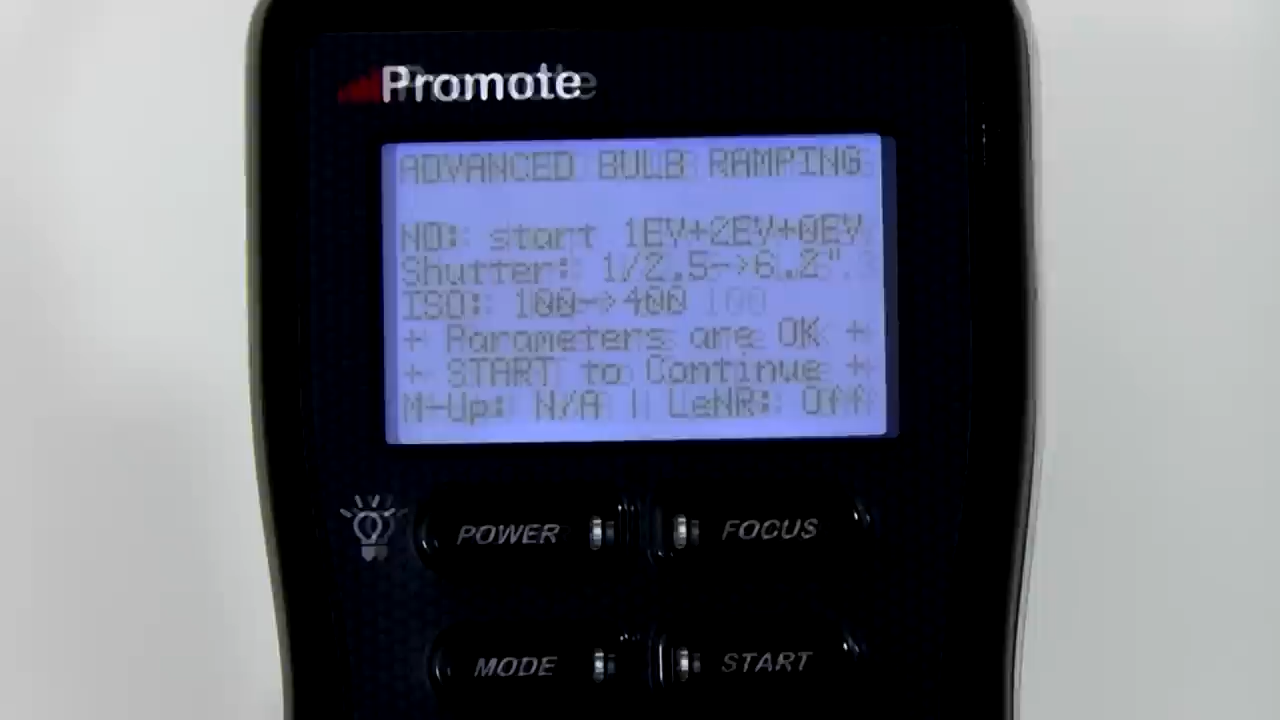 Promote
ADVANCED BULB RAMPING
ND: start 1EV+2EV+0EV
Shutter: 1/2.5->6.2"
ISO: 100->400
+ Parameters are OK +
+ START to Continue +
M-Up: N/A | LeNR: Off
POWER
FOCUS
MODE
START